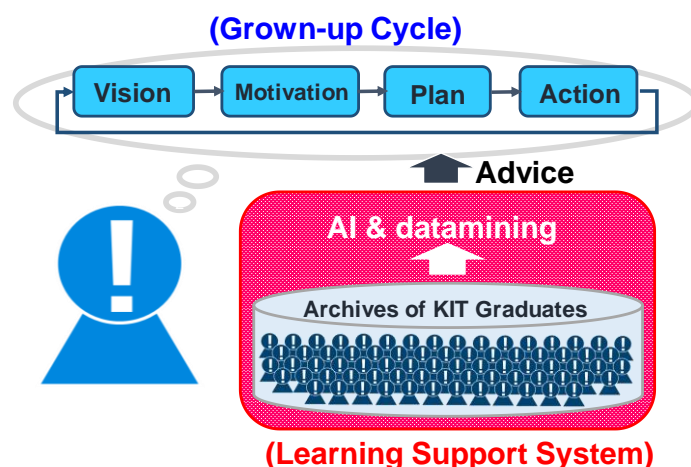 (Grown-up Cycle)
Vision
Motivation
Plan
Action
Advice
AI & datamining
Archives of KIT Graduates
(Learning Support System)